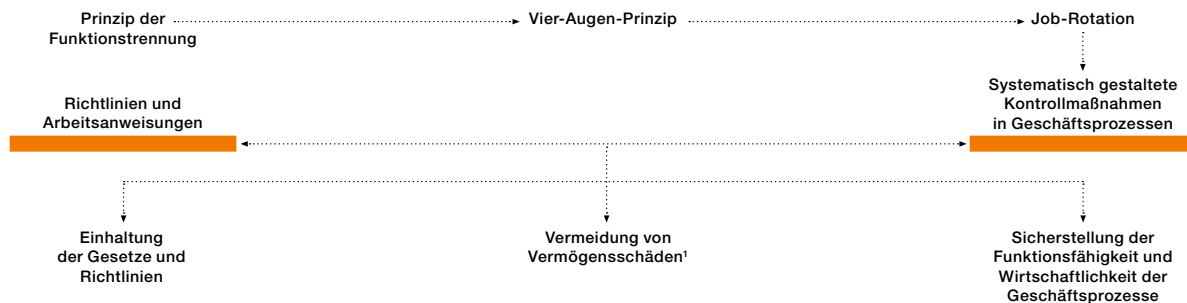 Prinzip der
Funktionstrennung
Vier-Augen-Prinzip
Job-Rotation
Richtlinien und
Arbeitsanweisungen
Systematisch gestaltete
Kontrollmaßnahmen
in Geschäftsprozessen
Einhaltung
der Gesetze und
Richtlinien
Vermeidung von
Vermögensschäden¹
Sicherstellung der
Funktionsfähigkeit und
Wirtschaftlichkeit der
Geschäftsprozesse